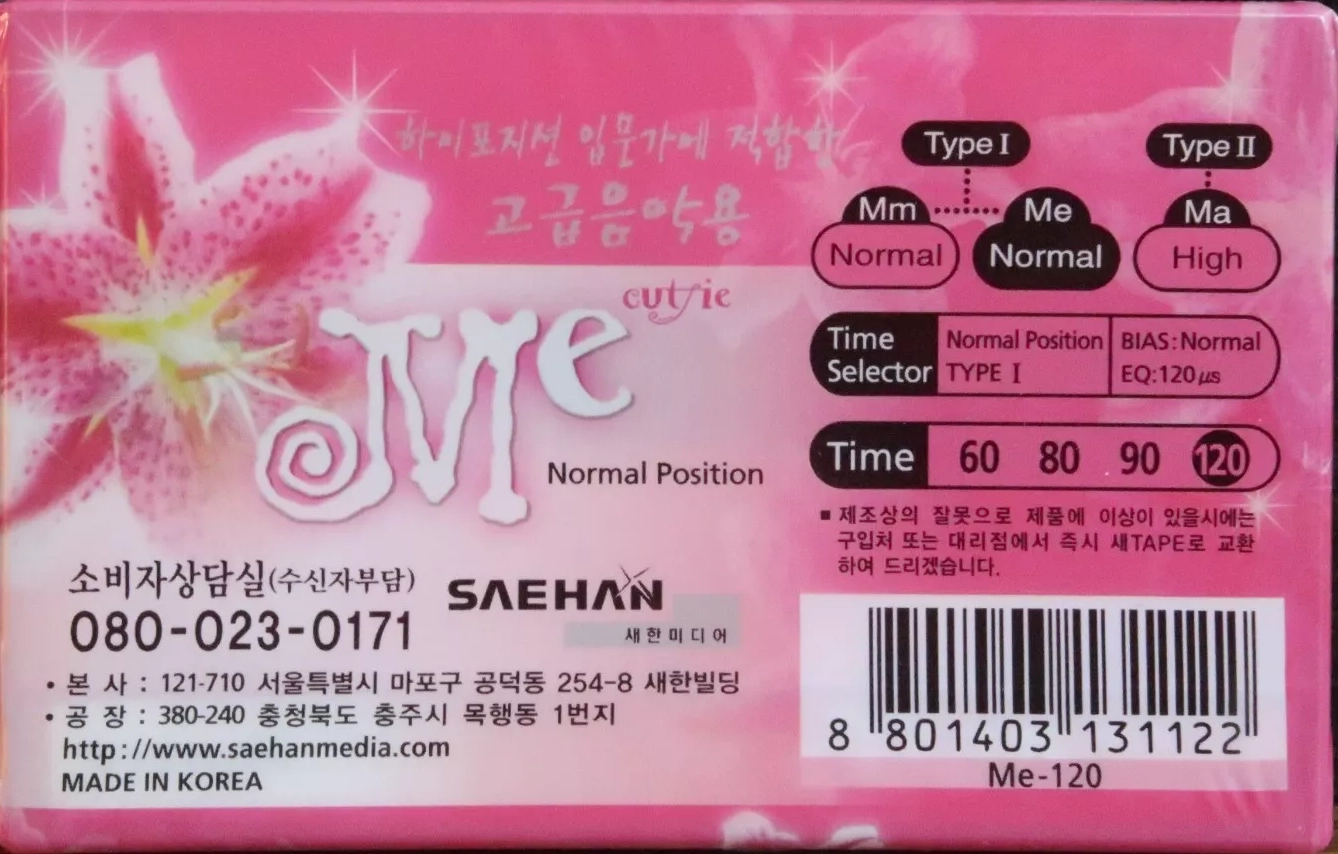 하이포지션 입문가에 적합한
고급음악용
cutie
Me
Normal Position
소비자상담실(수신자부담)
080-023-0171
SAEHAN
새한미디어
• 본 사 : 121-710 서울특별시 마포구 공덕동 254-8 새한빌딩
• 공 장 : 380-240 충청북도 충주시 목행동 1번지
http://www.saehanmedia.com
MADE IN KOREA
Type I
Type II
Mm
Me
Ma
Normal
Normal
High
Time Selector
Normal Position
TYPE I
BIAS:Normal
EQ:120㎲
Time 60 80 90 120
■ 제조상의 잘못으로 제품에 이상이 있을시에는
구입처 또는 대리점에서 즉시 새TAPE로 교환
하여 드리겠습니다.
8 801403 131122
Me-120